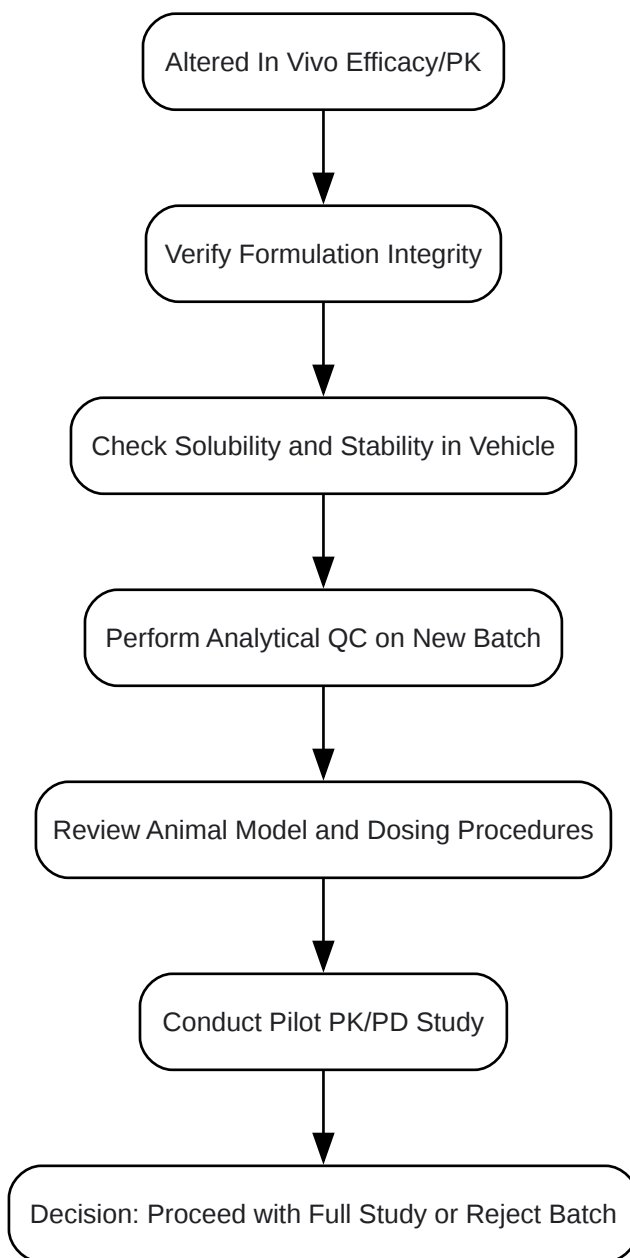 Altered In Vivo Efficacy/PK
Verify Formulation Integrity
Check Solubility and Stability in Vehicle
Perform Analytical QC on New Batch
Review Animal Model and Dosing Procedures
Conduct Pilot PK/PD Study
Decision: Proceed with Full Study or Reject Batch